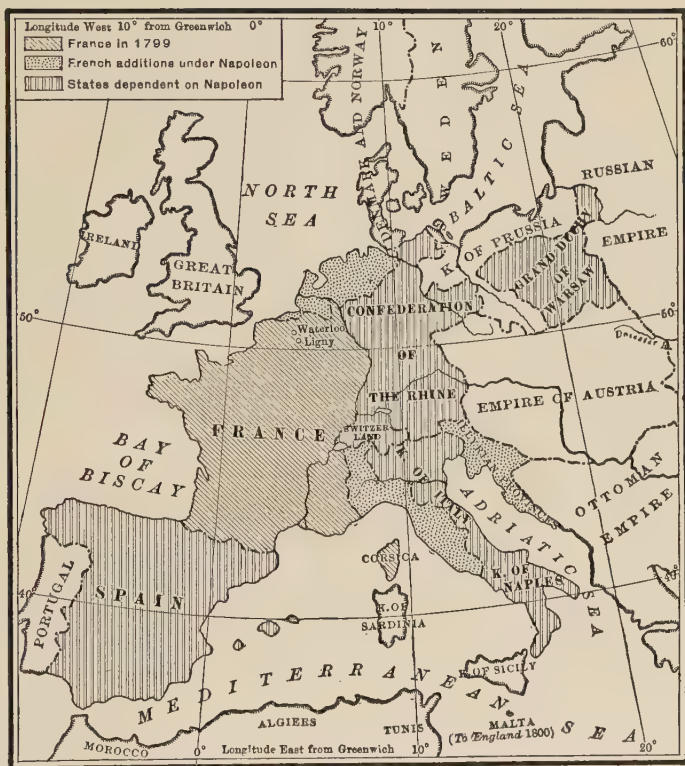 Longitude West 10° from Greenwich 0°
France in 1799
French additions under Napoleon
States dependent on Napoleon
10°
20°
60°
DENMARK AND NORWAY
SWEDEN
BALTIC SEA
NORTH
SEA
RUSSIAN
EMPIRE
IRELAND
GREAT
BRITAIN
K. OF PRUSSIA
GRAND DUCHY
OF
WARSAW
50°
50°
CONFEDERATION
OF
THE RHINE
Waterloo
Ligny
Dniester R.
EMPIRE OF AUSTRIA
FRANCE
SWITZER
LAND
BAY
OF
BISCAY
K. OF ITALY
ILLYRIAN PROVINCES
ADRIATIC SEA
OTTOMAN
EMPIRE
CORSICA
K. OF
NAPLES
40°
40°
PORTUGAL
SPAIN
K. OF
SARDINIA
K. OF SICILY
MEDITERRANEAN SEA
MALTA
(To England 1800)
ALGIERS
TUNIS
MOROCCO
0° Longitude East from Greenwich 10°
20°